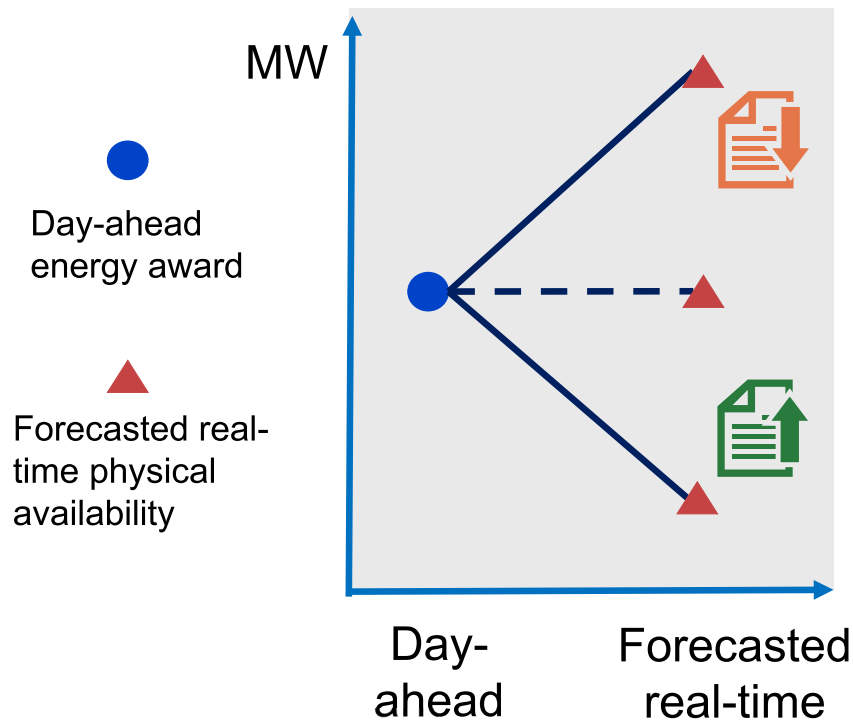 MW
Day-ahead
energy award
Forecasted real-
time physical
availability
Day-
ahead
Forecasted
real-time